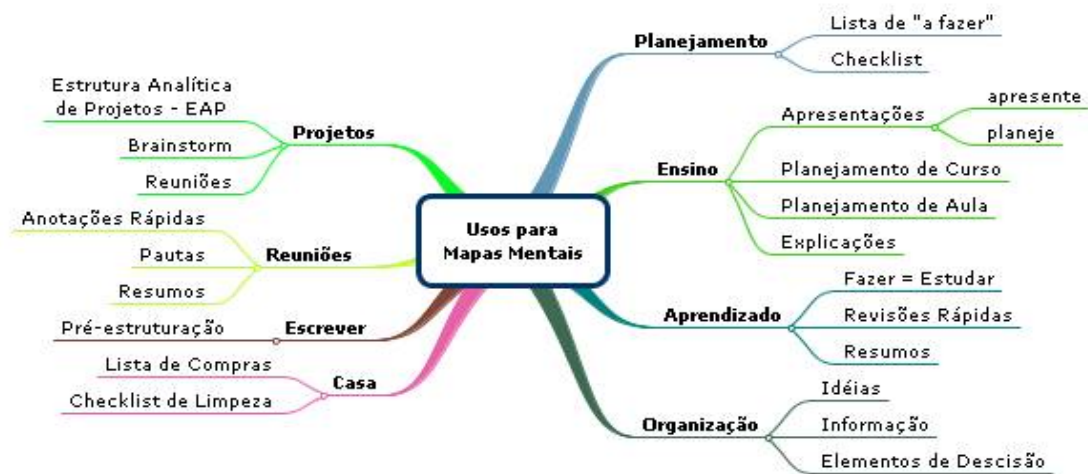 Usos para
Mapas Mentais
Planejamento
Lista de "a fazer"
Checklist
Ensino
Apresentações
apresente
planeje
Planejamento de Curso
Planejamento de Aula
Explicações
Aprendizado
Fazer = Estudar
Revisões Rápidas
Resumos
Organização
Idéias
Informação
Elementos de Descisão
Projetos
Estrutura Analítica
de Projetos - EAP
Brainstorm
Reuniões
Reuniões
Anotações Rápidas
Pautas
Resumos
Escrever
Pré-estruturação
Casa
Lista de Compras
Checklist de Limpeza